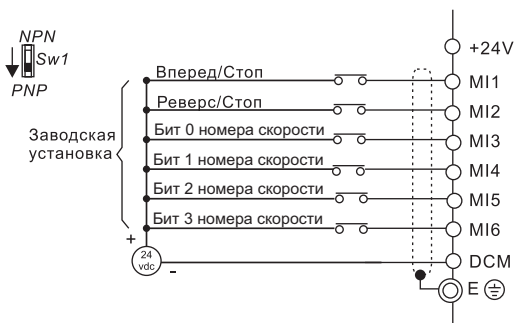 NPN
Sw1
PNP
+24V
Вперед/Стоп
MI1
Реверс/Стоп
MI2
Заводская
установка
Бит 0 номера скорости
MI3
Бит 1 номера скорости
MI4
Бит 2 номера скорости
MI5
Бит 3 номера скорости
MI6
+
24
vdc
-
DCM
E